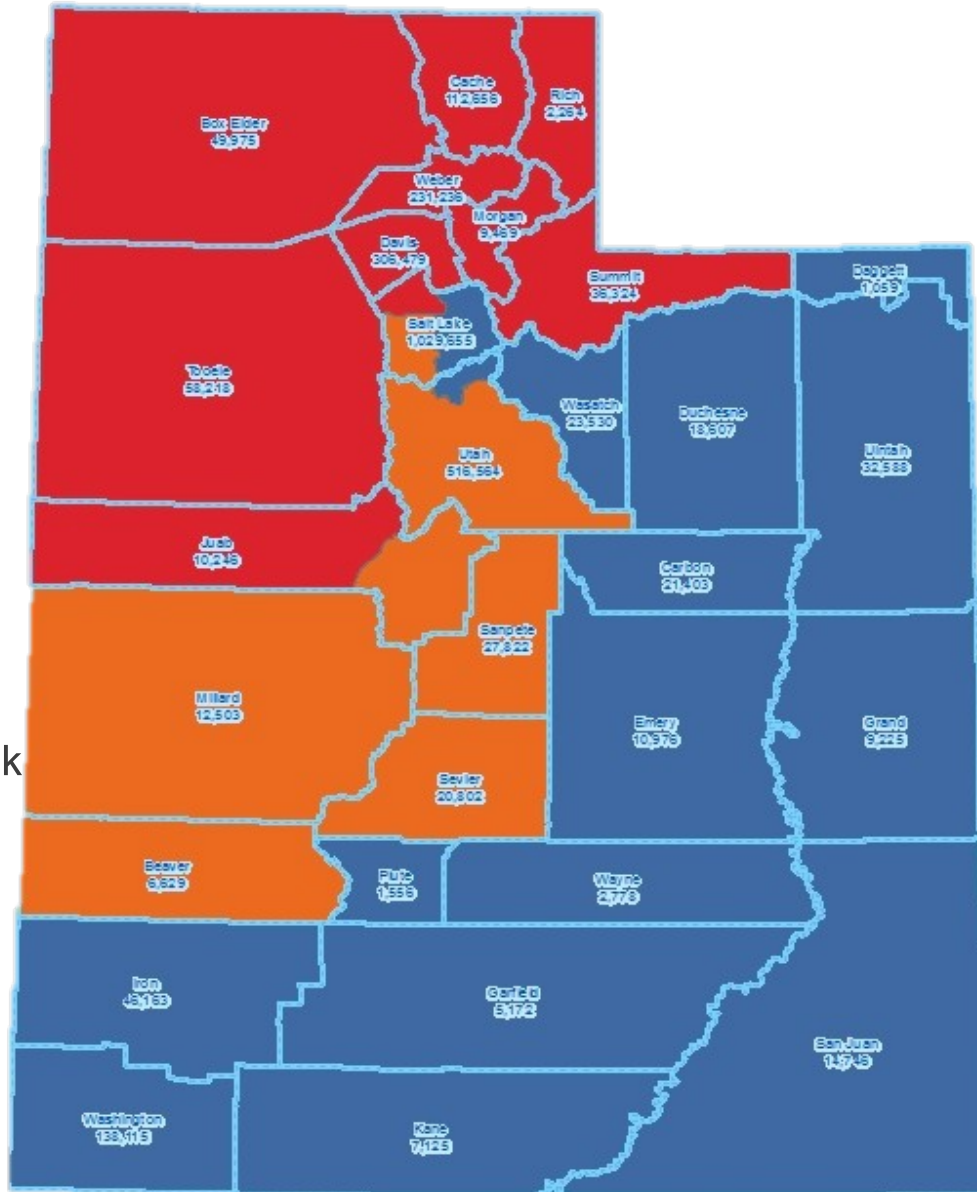 Cache
112,656
Rich
2,264
Box Elder
49,975
Weber
231,236
Morgan
9,469
Davis
306,479
Summit
36,324
Daggett
1,059
Salt Lake
1,029,655
Tooele
58,218
Wasatch
23,530
Duchesne
18,607
Uintah
32,588
Utah
516,564
Juab
10,246
Carbon
21,403
Sanpete
27,822
Millard
12,503
Emery
10,976
Grand
9,225
k
Sevier
20,802
Beaver
6,629
Piute
1,556
Wayne
2,778
Iron
46,163
Garfield
5,172
San Juan
14,746
Washington
138,115
Kane
7,125